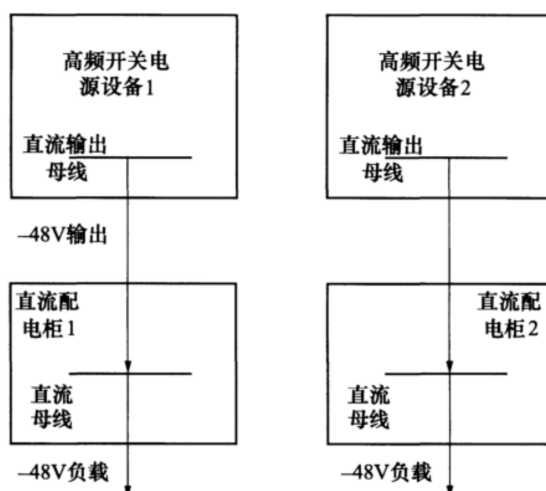 高频开关电
源设备1
直流输出
母线
–48V输出
直流配
电柜1
直流
母线
–48V负载
高频开关电
源设备2
直流输出
母线
直流配
电柜2
直流
母线
–48V负载